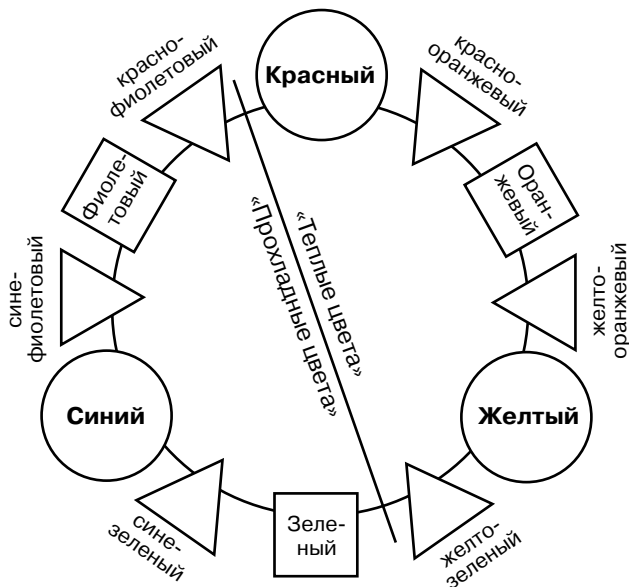 Красный
красно-
оранжевый
Оран-
жевый
желто-
оранжевый
Желтый
желто-
зеленый
Зеле-
ный
сине-
зеленый
Синий
сине-
фиолетовый
Фиоле-
товый
красно-
фиолетовый
«Теплые цвета»
«Прохладные цвета»